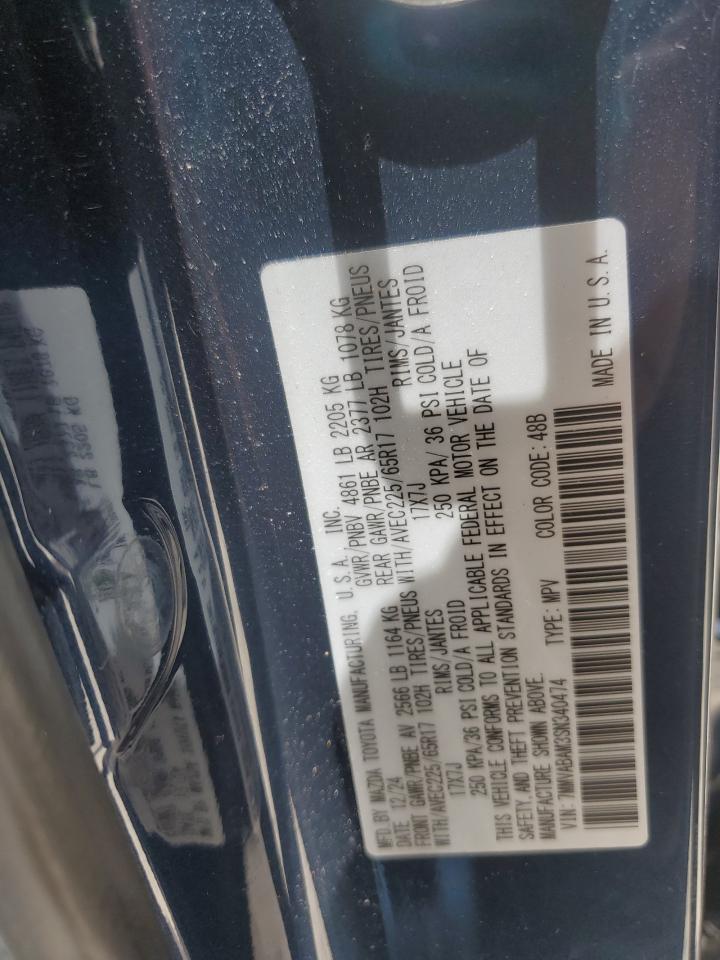 MFD BY MAZDA TOYOTA MANUFACTURING, U.S.A. INC.
DATE 12/24 GVWR/PNBV 4861 LB 2205 KG
FRONT GAWR/PNBE AV 2566 LB 1164 KG REAR GAWR/PNBE AR 2377 LB 1078 KG
WITH/AVEC225/65R17 102H TIRES/PNEUS WITH/AVEC225/65R17 102H TIRES/PNEUS
17X7J RIMS/JANTES 17X7J RIMS/JANTES
250 KPA/36 PSI COLD/A FROID 250 KPA/ 36 PSI COLD/A FROID
THIS VEHICLE CONFORMS TO ALL APPLICABLE FEDERAL MOTOR VEHICLE
SAFETY AND THEFT PREVENTION STANDARDS IN EFFECT ON THE DATE OF
MANUFACTURE SHOWN ABOVE.
VIN: 7MMVABAM3SN340474 TYPE: MPV COLOR CODE: 48B
MADE IN U.S.A.